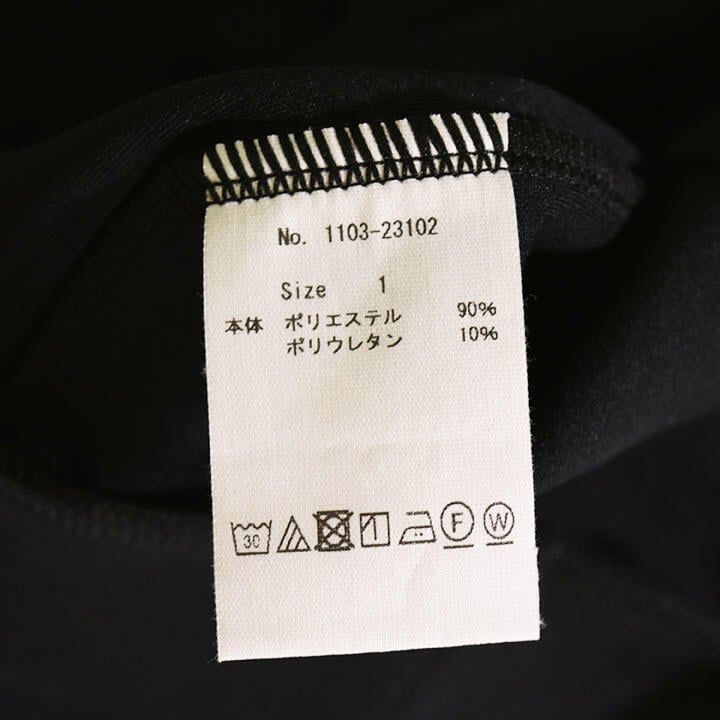 No. 1103-23102
Size 1
本体 ポリエステル 90%
ポリウレタン 10%
30 F W